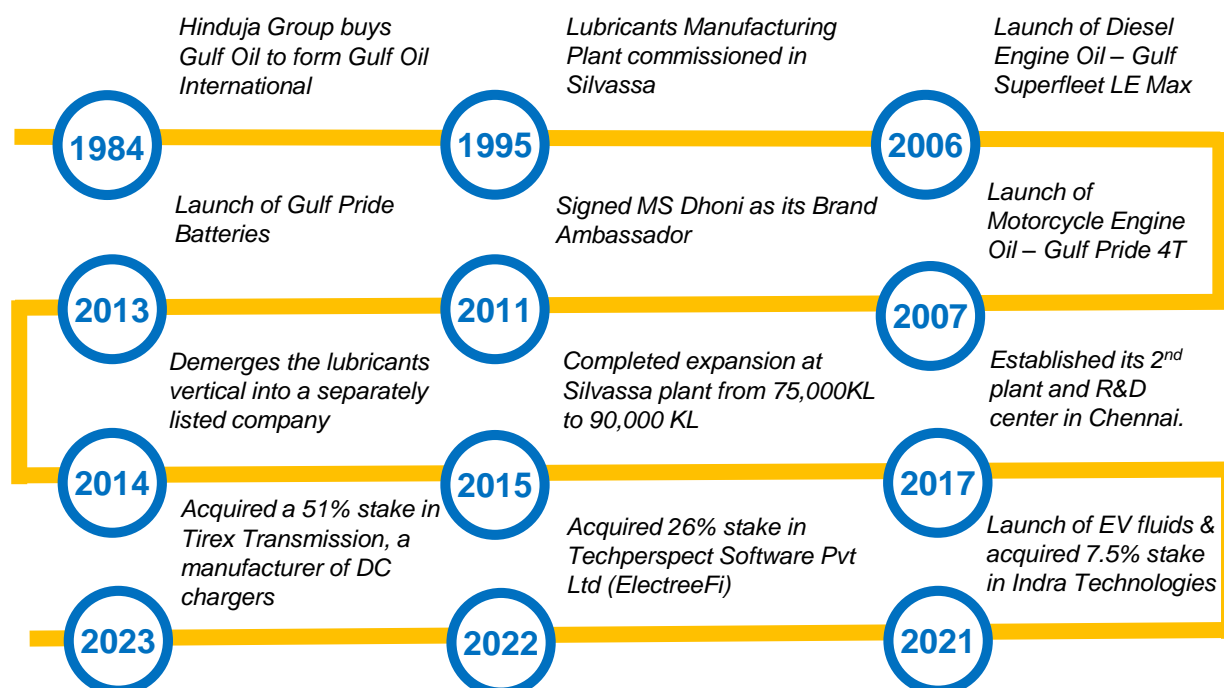 Hinduja Group buys
Gulf Oil to form Gulf Oil
International
Lubricants Manufacturing
Plant commissioned in
Silvassa
Launch of Diesel
Engine Oil – Gulf
Superfleet LE Max
1984
1995
2006
Launch of Gulf Pride
Batteries
Signed MS Dhoni as its Brand
Ambassador
Launch of
Motorcycle Engine
Oil – Gulf Pride 4T
2013
2011
2007
Demerges the lubricants
vertical into a separately
listed company
Completed expansion at
Silvassa plant from 75,000KL
to 90,000 KL
Established its 2nd
plant and R&D
center in Chennai.
2014
2015
2017
Acquired a 51% stake in
Tirex Transmission, a
manufacturer of DC
chargers
Acquired 26% stake in
Techperspect Software Pvt
Ltd (ElectreeFi)
Launch of EV fluids &
acquired 7.5% stake
in Indra Technologies
2023
2022
2021